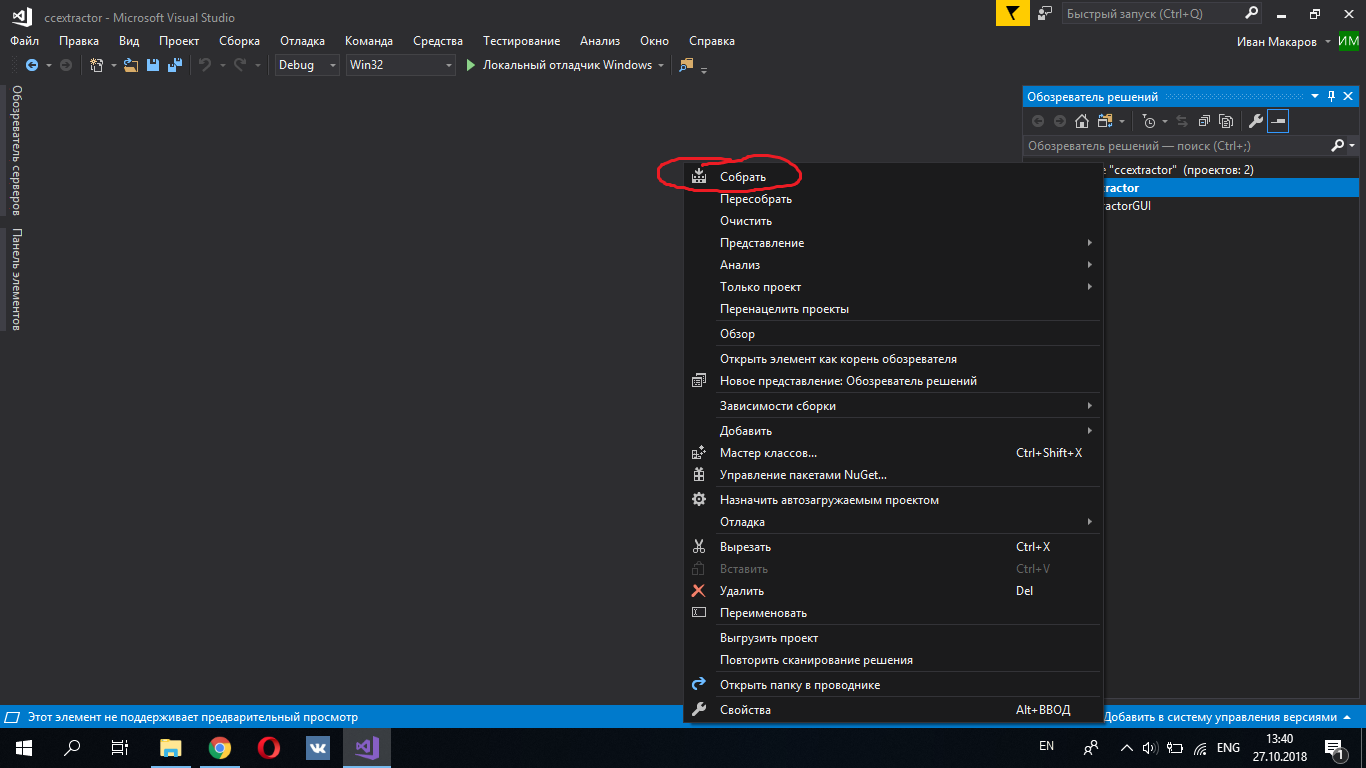 ccextractor - Microsoft Visual Studio
Быстрый запуск (Ctrl+Q)
Файл Правка Вид Проект Сборка Отладка Команда Средства Тестирование Анализ Окно Справка
Иван Макаров ИМ
Debug Win32 Локальный отладчик Windows
Обозреватель серверов
Панель элементов
Обозреватель решений
Обозреватель решений — поиск (Ctrl+;)
"ccextractor" (проектов: 2)
ractor
ractorGUI
Собрать
Пересобрать
Очистить
Представление
Анализ
Только проект
Перенацелить проекты
Обзор
Открыть элемент как корень обозревателя
Новое представление: Обозреватель решений
Зависимости сборки
Добавить
Мастер классов... Ctrl+Shift+X
Управление пакетами NuGet...
Назначить автозагружаемым проектом
Отладка
Вырезать Ctrl+X
Вставить Ctrl+V
Удалить Del
Переименовать
Выгрузить проект
Повторить сканирование решения
Открыть папку в проводнике
Свойства Alt+ВВОД
Этот элемент не поддерживает предварительный просмотр
Добавить в систему управления версиями
EN
ENG
13:40
27.10.2018
1